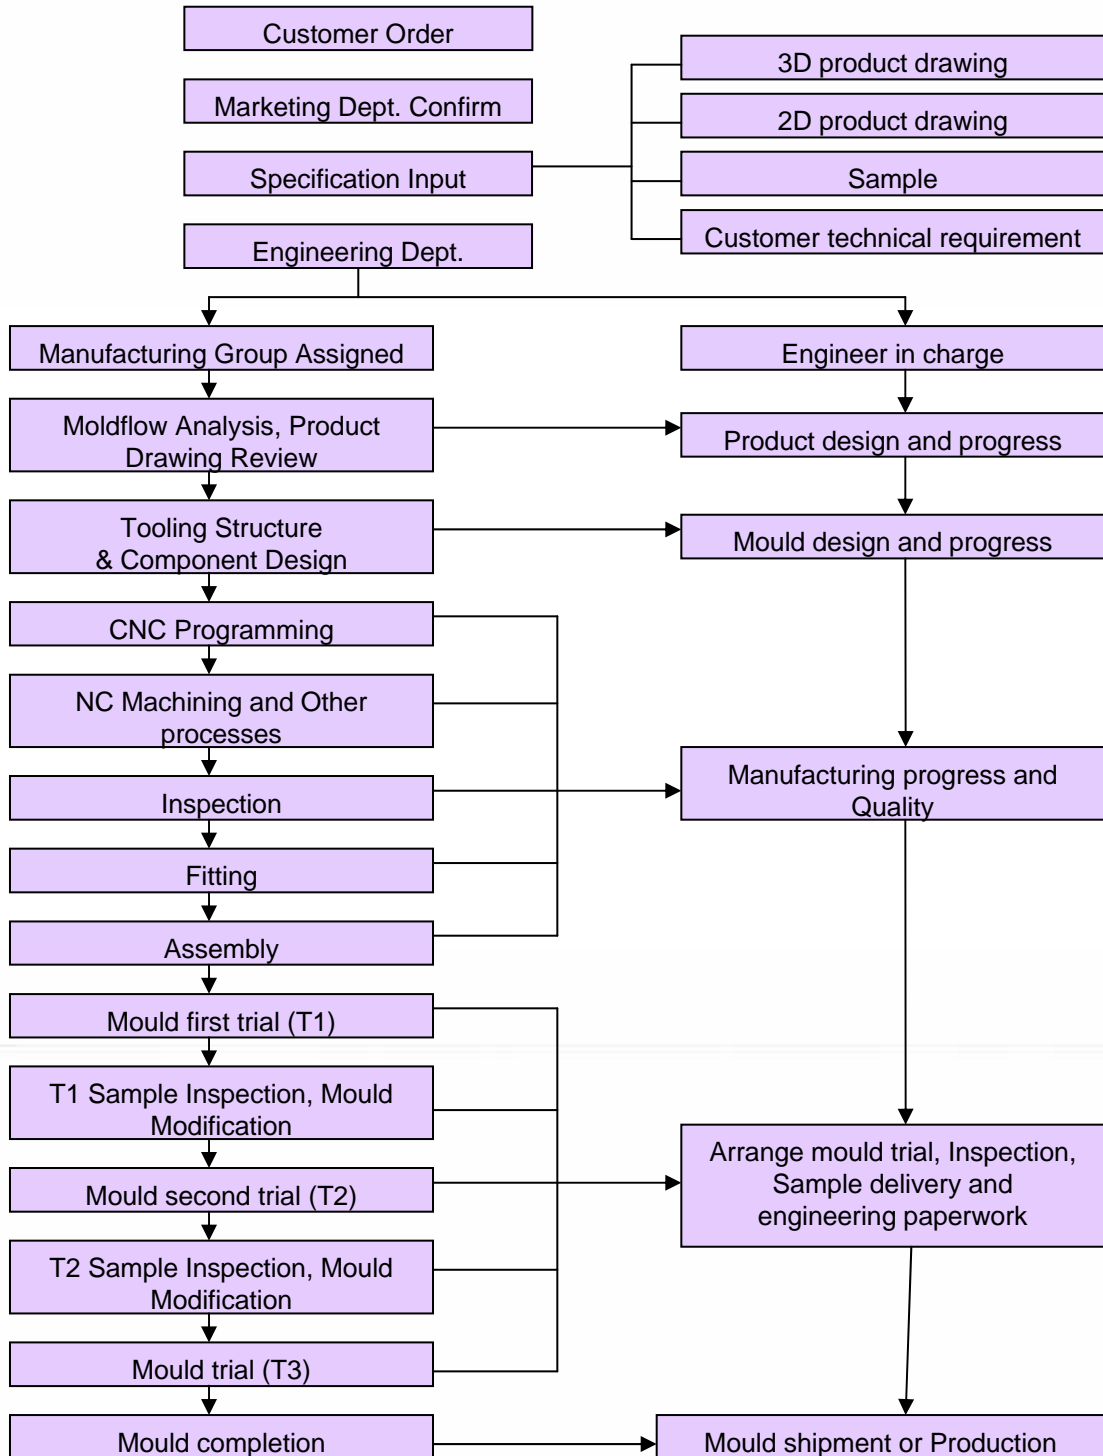 Customer Order
Marketing Dept. Confirm
Specification Input
Engineering Dept.
3D product drawing
2D product drawing
Sample
Customer technical requirement
Manufacturing Group Assigned
Moldflow Analysis, Product
Drawing Review
Tooling Structure
& Component Design
CNC Programming
NC Machining and Other
processes
Inspection
Fitting
Assembly
Mould first trial (T1)
T1 Sample Inspection, Mould
Modification
Mould second trial (T2)
T2 Sample Inspection, Mould
Modification
Mould trial (T3)
Mould completion
Engineer in charge
Product design and progress
Mould design and progress
Manufacturing progress and
Quality
Arrange mould trial, Inspection,
Sample delivery and
engineering paperwork
Mould shipment or Production